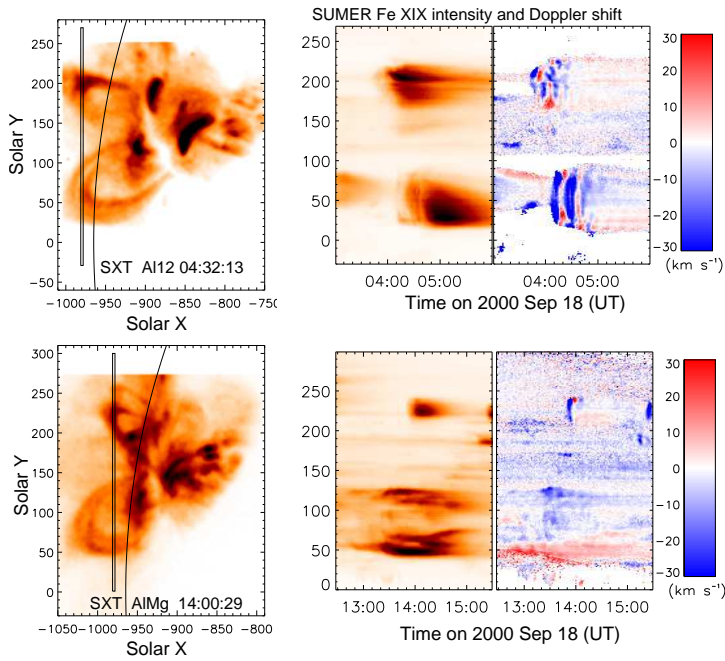 SUMER Fe XIX intensity and Doppler shift
Solar Y
250
200
150
100
50
0
−50
SXT Al12 04:32:13
−1000 −950 −900 −850 −800 −750
Solar X
250
200
150
100
50
0
04:00 05:00
04:00 05:00
Time on 2000 Sep 18 (UT)
30
20
10
0
−10
−20
−30
(km s⁻¹)
Solar Y
300
250
200
150
100
50
0
SXT AlMg 14:00:29
−1050 −1000 −950 −900 −850 −800
Solar X
300
250
200
150
100
50
0
13:00 14:00 15:00
13:00 14:00 15:00
Time on 2000 Sep 18 (UT)
30
20
10
0
−10
−20
−30
(km s⁻¹)